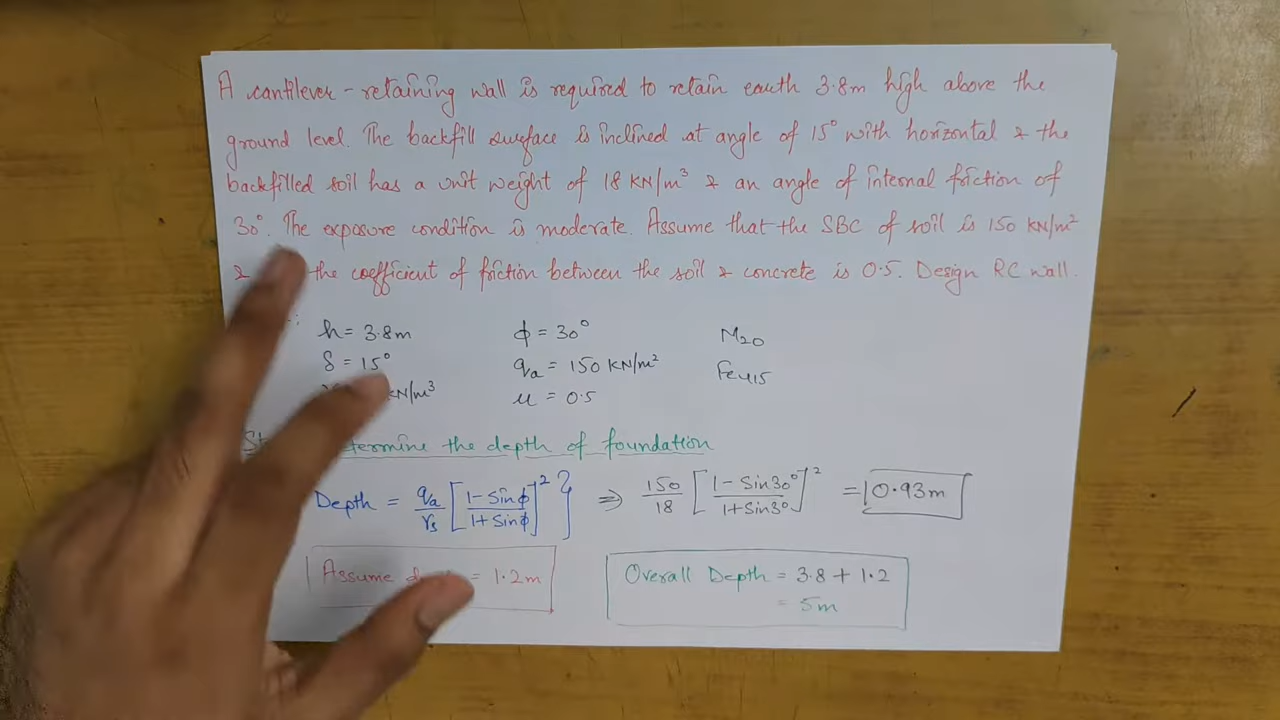 A cantilever - retaining wall is required to retain earth 3.8m high above the
ground level. The backfill surface is inclined at angle of 15° with horizontal & the
backfilled soil has a unit weight of 18 KN/m³ & an angle of internal friction of
30°. The exposure condition is moderate. Assume that the SBC of soil is 150 KN/m²
& the coefficient of friction between the soil & concrete is 0.5. Design RC wall.
h = 3.8m ϕ = 30° M20
δ = 15° qa = 150 KN/m² Fe415
KN/m³ μ = 0.5
the depth of foundation
Depth = qa/γs [1 - Sinϕ / 1 + Sinϕ]² } ⇒ 150/18 [1 - Sin30° / 1 + Sin30]² = 0.93m
Assume = 1.2m Overall Depth = 3.8 + 1.2
= 5m